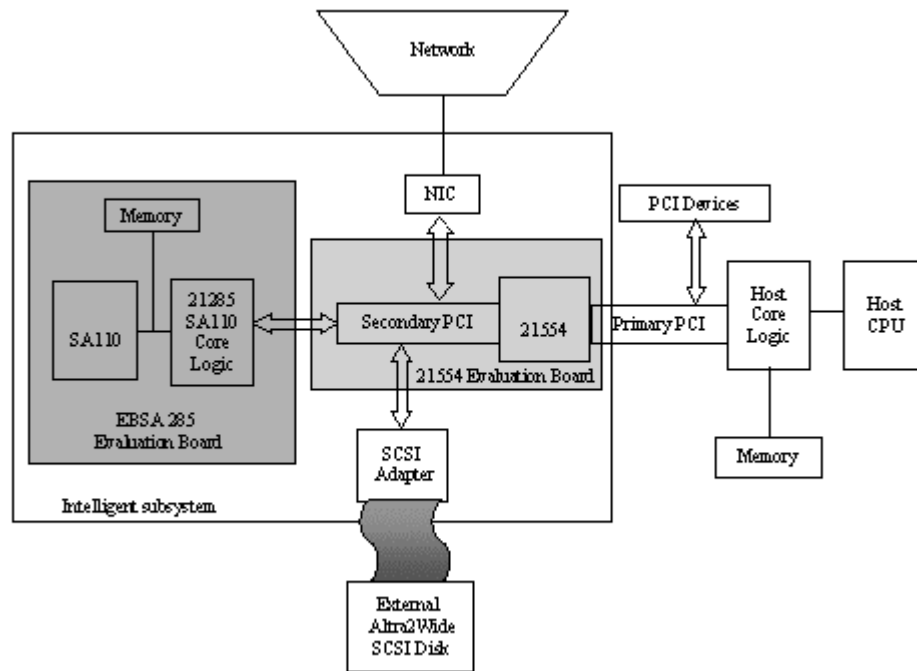 Network
NIC
Memory
PCI Devices
SA110
21285
SA110
Core
Logic
Secondary PCI
21554
Primary PCI
Host
Core
Logic
Host
CPU
21554 Evaluation Board
EBSA 285
Evaluation Board
SCSI
Adapter
Memory
Intelligent subsystem
External
Altra2Wide
SCSI Disk